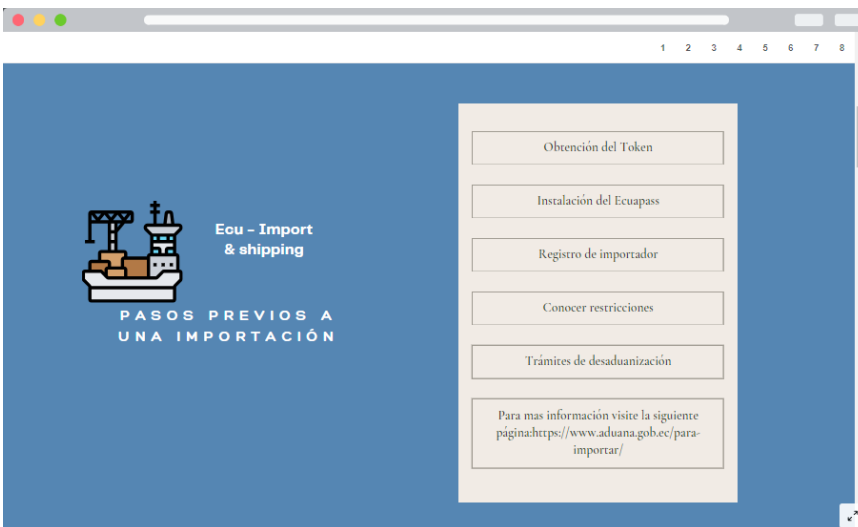 1 2 3 4 5 6 7 8
Ecu - Import
& shipping
PASOS PREVIOS A
UNA IMPORTACIÓN
Obtención del Token
Instalación del Ecuapass
Registro de importador
Conocer restricciones
Trámites de desaduanización
Para mas información visite la siguiente
página:https://www.aduana.gob.ec/para-
importar/